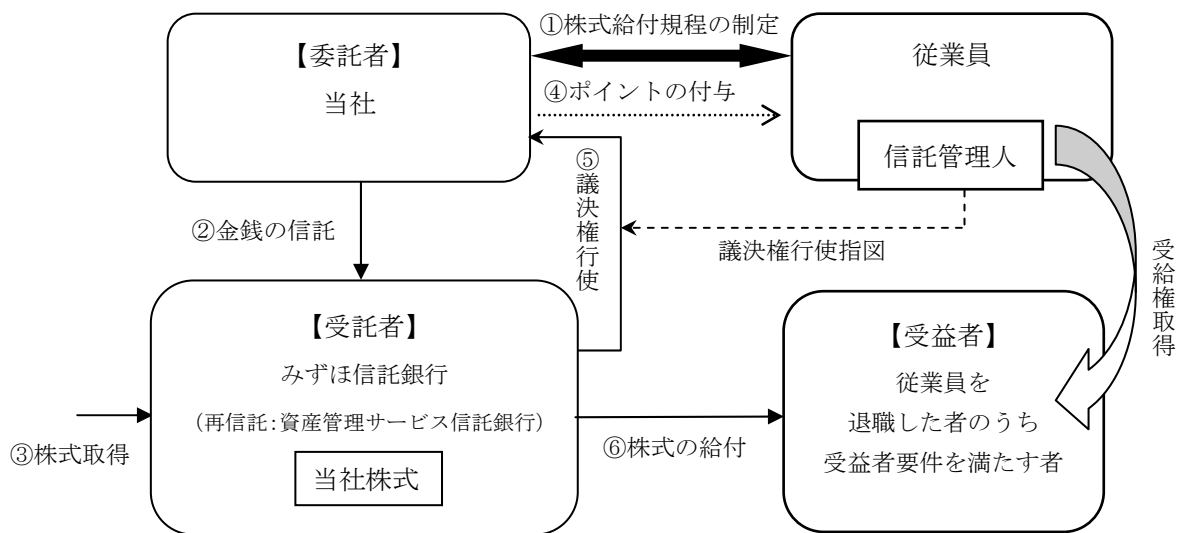 ①株式給付規程の制定
【委託者】
当社
従業員
④ポイントの付与
信託管理人
⑤議決権行使
②金銭の信託
議決権行使指図
受給権取得
【受託者】
みずほ信託銀行
（再信託：資産管理サービス信託銀行）
当社株式
③株式取得
⑥株式の給付
【受益者】
従業員を
退職した者のうち
受益者要件を満たす者